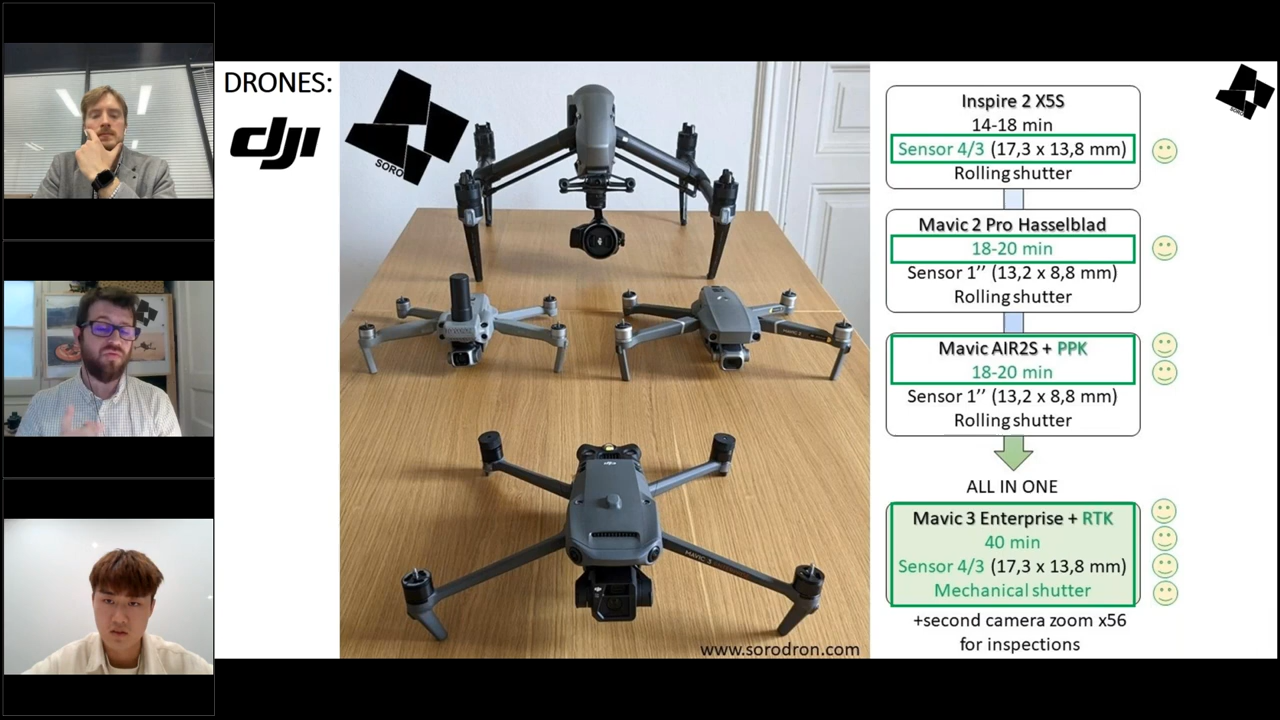 DRONES:
dji
SORO
SORO
Inspire 2 X5S
14-18 min
Sensor 4/3 (17,3 x 13,8 mm)
Rolling shutter
Mavic 2 Pro Hasselblad
18-20 min
Sensor 1’’ (13,2 x 8,8 mm)
Rolling shutter
Mavic AIR2S + PPK
18-20 min
Sensor 1’’ (13,2 x 8,8 mm)
Rolling shutter
ALL IN ONE
Mavic 3 Enterprise + RTK
40 min
Sensor 4/3 (17,3 x 13,8 mm)
Mechanical shutter
+second camera zoom x56
for inspections
MAVIC 3
www.sorodron.com